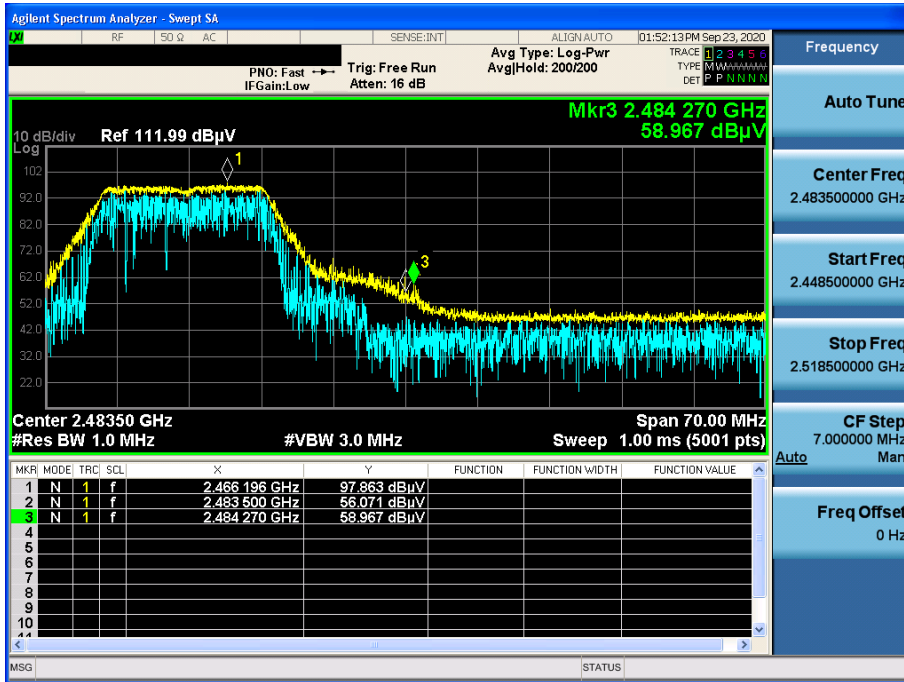 Agilent Spectrum Analyzer - Swept SA
LXI RF 50 Ω AC SENSE:INT ALIGN AUTO 01:52:13 PM Sep 23, 2020
PNO: Fast
IFGain:Low
Trig: Free Run
Atten: 16 dB
Avg Type: Log-Pwr
Avg|Hold: 200/200
TRACE 1 2 3 4 5 6
TYPE M W W W W W
DET P P N N N N
Mkr3 2.484 270 GHz
58.967 dBµV
10 dB/div Ref 111.99 dBµV
Log
102
92.0
82.0
72.0
62.0
52.0
42.0
32.0
22.0
1
3
Center 2.48350 GHz Span 70.00 MHz
#Res BW 1.0 MHz #VBW 3.0 MHz Sweep 1.00 ms (5001 pts)
MKR MODE TRC SCL X Y FUNCTION FUNCTION WIDTH FUNCTION VALUE
1 N 1 f 2.466 196 GHz 97.863 dBµV
2 N 1 f 2.483 500 GHz 56.071 dBµV
3 N 1 f 2.484 270 GHz 58.967 dBµV
4
5
6
7
8
9
10
11
MSG STATUS
Frequency
Auto Tune
Center Freq
2.483500000 GHz
Start Freq
2.448500000 GHz
Stop Freq
2.518500000 GHz
CF Step
7.000000 MHz
Auto Man
Freq Offset
0 Hz